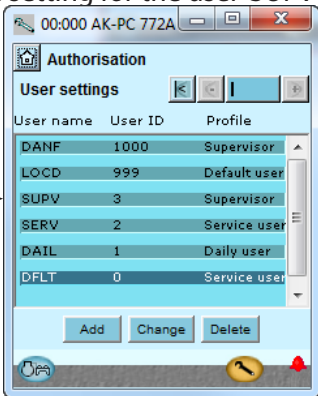 setting for the user SUPV
00:000 AK-PC 772A
Authorisation
User settings
User name User ID Profile
DANF 1000 Supervisor
LOCD 999 Default user
SUPV 3 Supervisor
SERV 2 Service user
DAIL 1 Daily user
DFLT 0 Service user
Add Change Delete